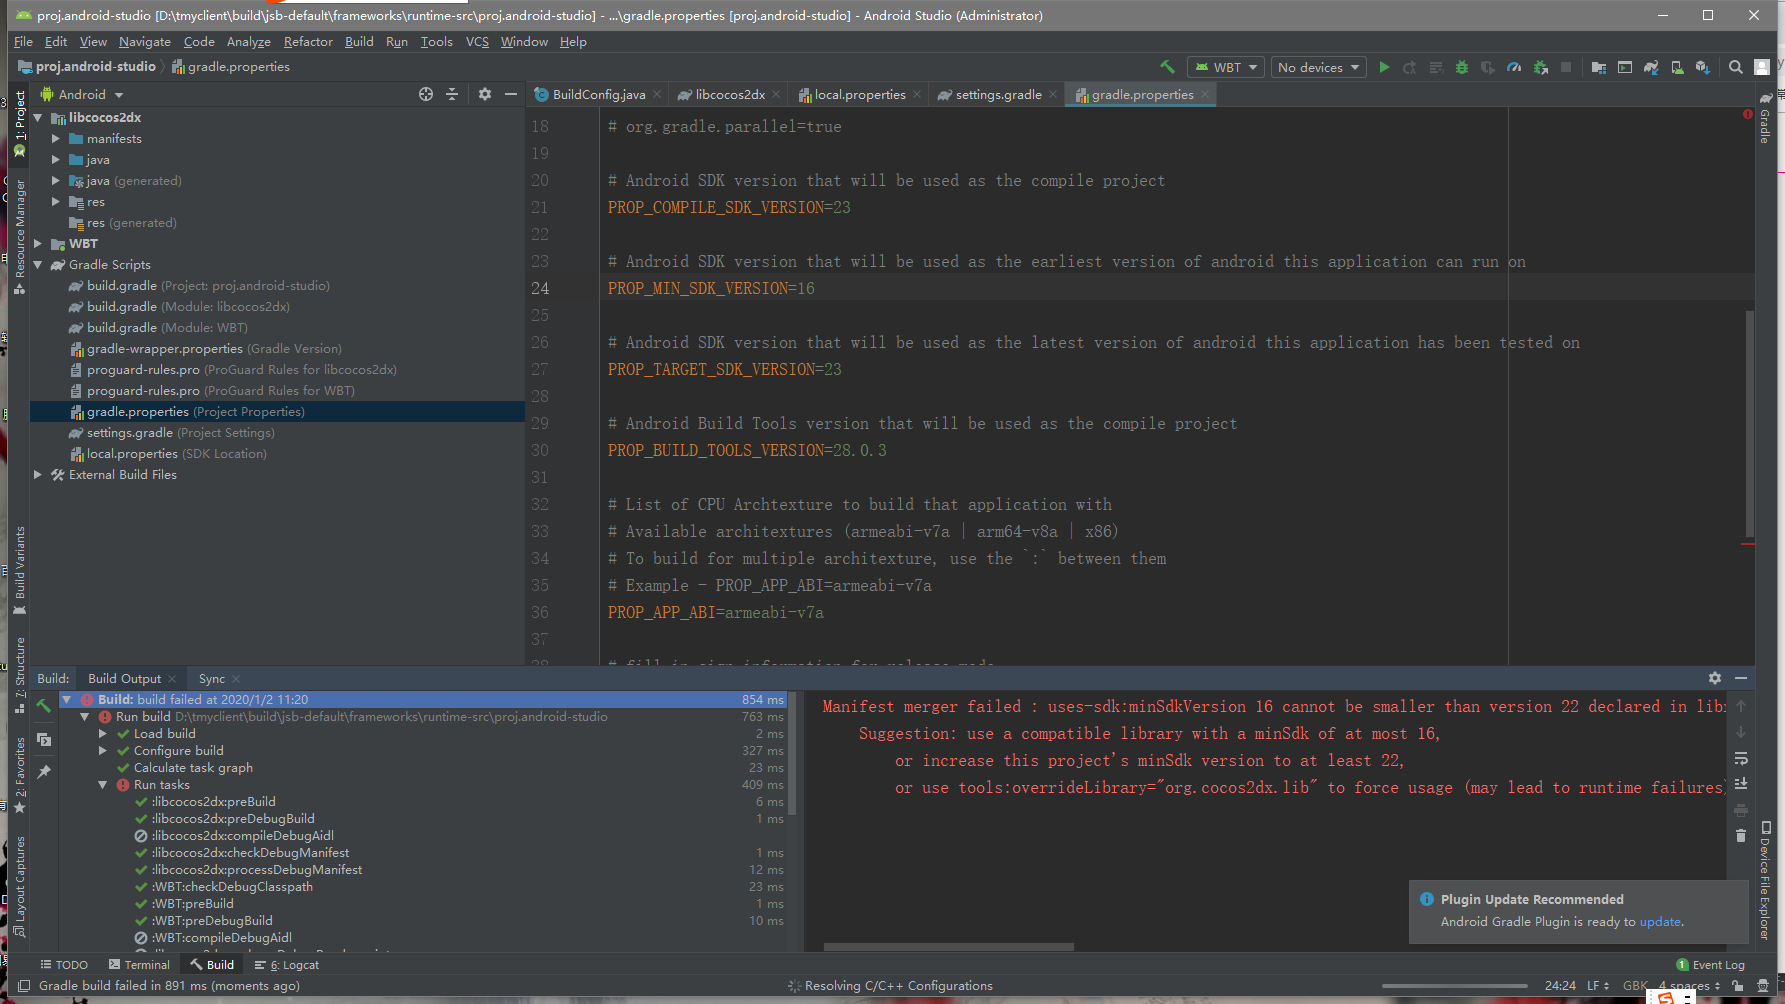 proj.android-studio [D:\tmyclient\build\jsb-default\frameworks\runtime-src\proj.android-studio] - ...\gradle.properties [proj.android-studio] - Android Studio (Administrator)
File Edit View Navigate Code Analyze Refactor Build Run Tools VCS Window Help
proj.android-studio gradle.properties WBT No devices
Android
BuildConfig.java libcocos2dx local.properties settings.gradle gradle.properties
1: Project
Resource Manager
Build Variants
7: Structure
2: Favorites
Layout Captures
libcocos2dx
manifests
java
java (generated)
res
res (generated)
WBT
Gradle Scripts
build.gradle (Project: proj.android-studio)
build.gradle (Module: libcocos2dx)
build.gradle (Module: WBT)
gradle-wrapper.properties (Gradle Version)
proguard-rules.pro (ProGuard Rules for libcocos2dx)
proguard-rules.pro (ProGuard Rules for WBT)
gradle.properties (Project Properties)
settings.gradle (Project Settings)
local.properties (SDK Location)
External Build Files
18 # org.gradle.parallel=true
19
20 # Android SDK version that will be used as the compile project
21 PROP_COMPILE_SDK_VERSION=23
22
23 # Android SDK version that will be used as the earliest version of android this application can run on
24 PROP_MIN_SDK_VERSION=16
25
26 # Android SDK version that will be used as the latest version of android this application has been tested on
27 PROP_TARGET_SDK_VERSION=23
28
29 # Android Build Tools version that will be used as the compile project
30 PROP_BUILD_TOOLS_VERSION=28.0.3
31
32 # List of CPU Archtexture to build that application with
33 # Available architextures (armeabi-v7a | arm64-v8a | x86)
34 # To build for multiple architexture, use the `:` between them
35 # Example - PROP_APP_ABI=armeabi-v7a
36 PROP_APP_ABI=armeabi-v7a
37
38 # fill in sign information for release mode
Gradle
Device File Explorer
Build: Build Output Sync
Build: build failed at 2020/1/2 11:20 854 ms
Run build D:\tmyclient\build\jsb-default\frameworks\runtime-src\proj.android-studio 763 ms
Load build 2 ms
Configure build 327 ms
Calculate task graph 23 ms
Run tasks 409 ms
:libcocos2dx:preBuild 6 ms
:libcocos2dx:preDebugBuild 1 ms
:libcocos2dx:compileDebugAidl
:libcocos2dx:checkDebugManifest 1 ms
:libcocos2dx:processDebugManifest 12 ms
:WBT:checkDebugClasspath 23 ms
:WBT:preBuild 1 ms
:WBT:preDebugBuild 10 ms
:WBT:compileDebugAidl
Manifest merger failed : uses-sdk:minSdkVersion 16 cannot be smaller than version 22 declared in libr
Suggestion: use a compatible library with a minSdk of at most 16,
or increase this project's minSdk version to at least 22,
or use tools:overrideLibrary="org.cocos2dx.lib" to force usage (may lead to runtime failures)
Plugin Update Recommended
Android Gradle Plugin is ready to update.
TODO Terminal Build 6: Logcat 1 Event Log
Gradle build failed in 891 ms (moments ago) Resolving C/C++ Configurations 24:24 LF GBK 4 spaces